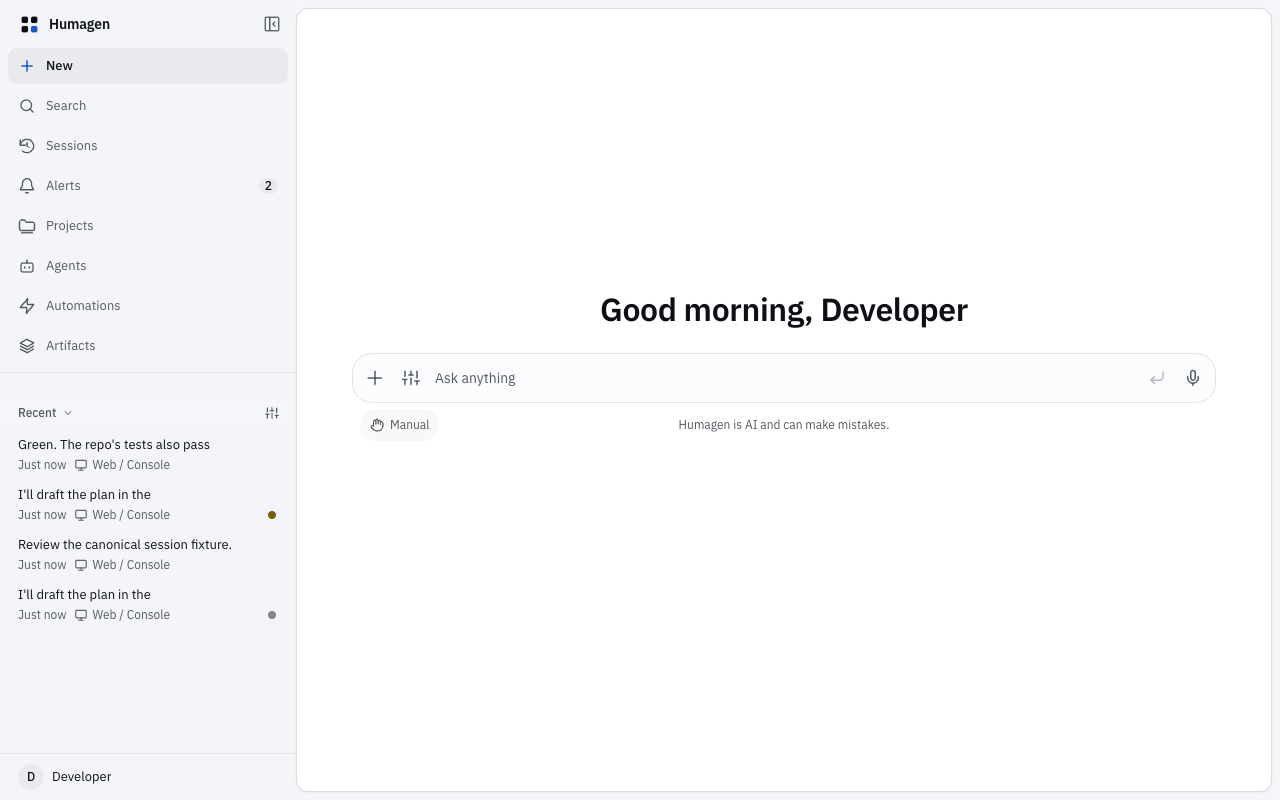 Humagen
New
Search
Sessions
Alerts
2
Projects
Agents
Automations
Artifacts
Recent
Green. The repo's tests also pass
Just now Web / Console
I'll draft the plan in the
Just now Web / Console
Review the canonical session fixture.
Just now Web / Console
I'll draft the plan in the
Just now Web / Console
D Developer
Good morning, Developer
Ask anything
Manual
Humagen is AI and can make mistakes.